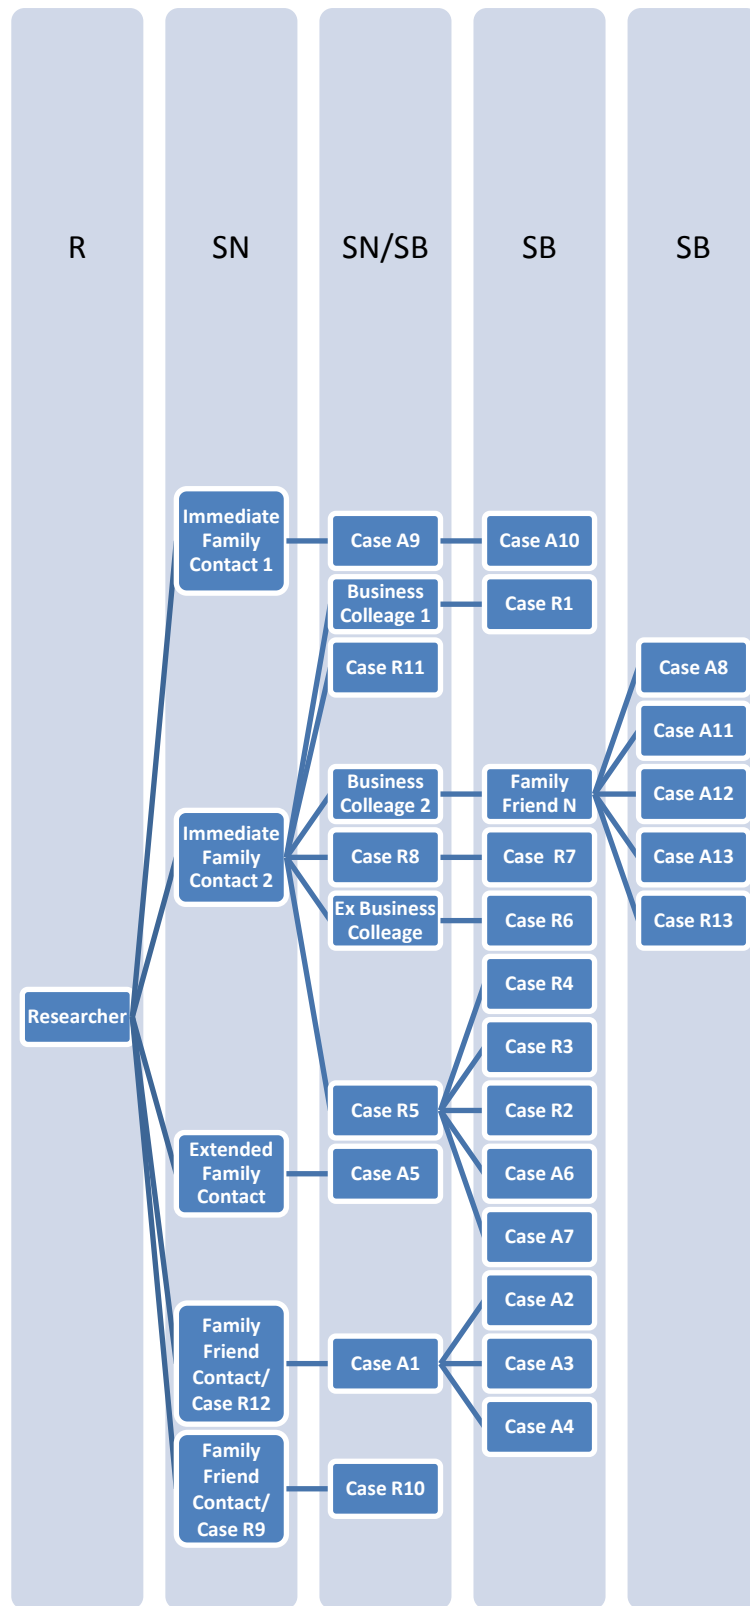 R
SN
SN/SB
SB
SB
Researcher
Immediate
Family
Contact 1
Immediate
Family
Contact 2
Extended
Family
Contact
Family
Friend
Contact/
Case R12
Family
Friend
Contact/
Case R9
Case A9
Business
Colleage 1
Case R11
Business
Colleage 2
Case R8
Ex Business
Colleage
Case R5
Case A5
Case A1
Case R10
Case A10
Case R1
Family
Friend N
Case R7
Case R6
Case R4
Case R3
Case R2
Case A6
Case A7
Case A2
Case A3
Case A4
Case A8
Case A11
Case A12
Case A13
Case R13